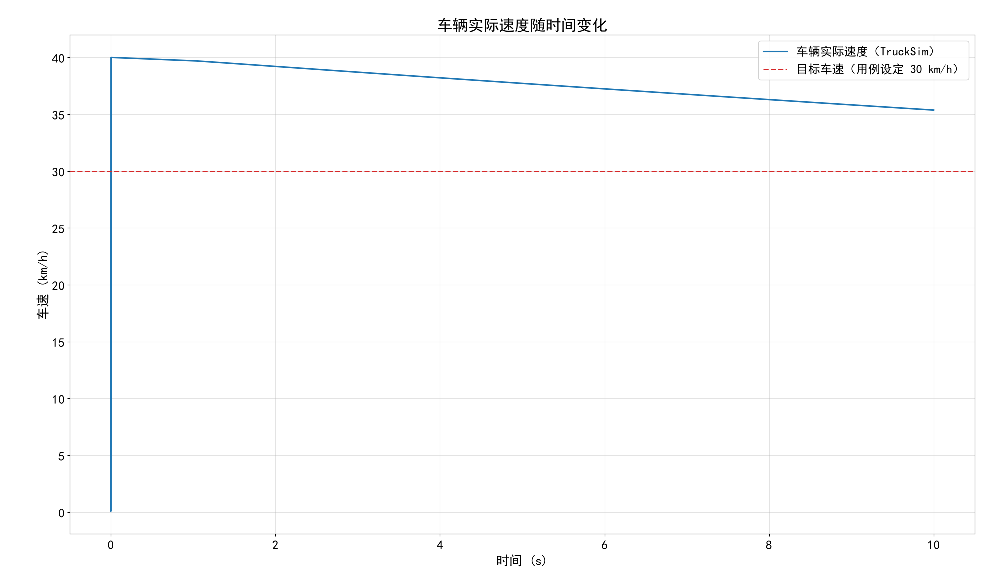 车辆实际速度随时间变化
车辆实际速度（TruckSim）
目标车速（用例设定 30 km/h）
40
35
30
25
20
15
10
5
0
车速 (km/h)
0 2 4 6 8 10
时间 (s)